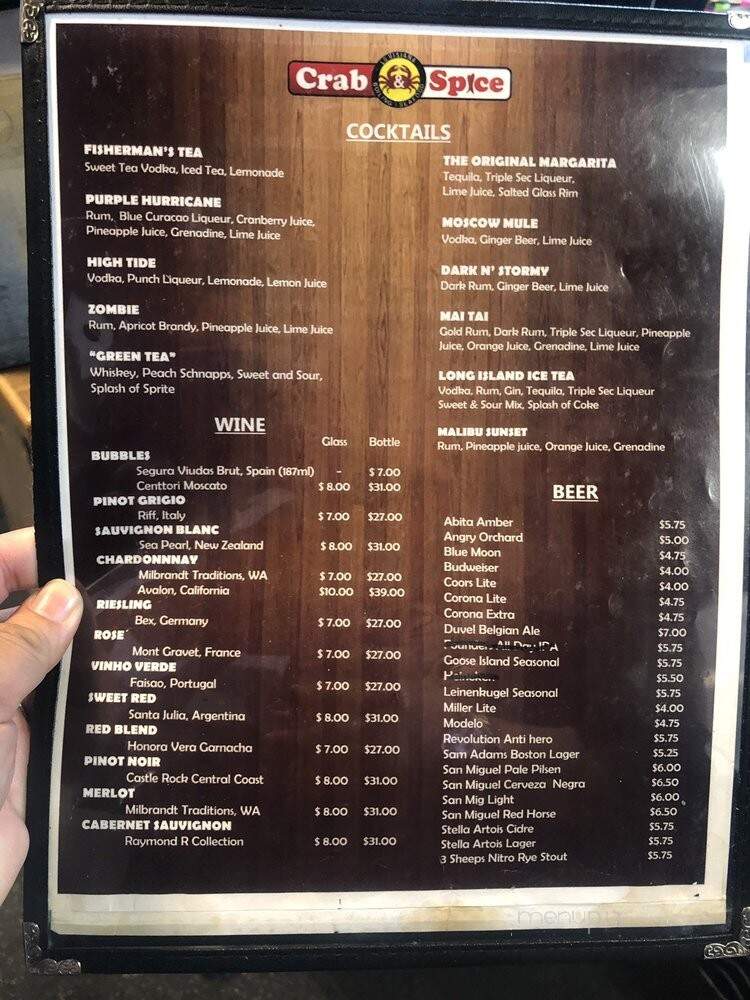 Crab & Spice
LOUISIANA
COCKTAILS
FISHERMAN'S TEA
Sweet Tea Vodka, Iced Tea, Lemonade
PURPLE HURRICANE
Rum, Blue Curacao Liqueur, Cranberry Juice,
Pineapple Juice, Grenadine, Lime Juice
HIGH TIDE
Vodka, Punch Liqueur, Lemonade, Lemon Juice
ZOMBIE
Rum, Apricot Brandy, Pineapple Juice, Lime Juice
"GREEN TEA"
Whiskey, Peach Schnapps, Sweet and Sour,
Splash of Sprite
THE ORIGINAL MARGARITA
Tequila, Triple Sec Liqueur,
Lime Juice, Salted Glass Rim
MOSCOW MULE
Vodka, Ginger Beer, Lime Juice
DARK N' STORMY
Dark Rum, Ginger Beer, Lime Juice
MAI TAI
Gold Rum, Dark Rum, Triple Sec Liqueur, Pineapple
Juice, Orange Juice, Grenadine, Lime Juice
LONG ISLAND ICE TEA
Vodka, Rum, Gin, Tequila, Triple Sec Liqueur
Sweet & Sour Mix, Splash of Coke
MALIBU SUNSET
Rum, Pineapple juice, Orange Juice, Grenadine
WINE
Glass Bottle
BUBBLES
Segura Viudas Brut, Spain (187ml) - $7.00
Centtori Moscato $8.00 $31.00
PINOT GRIGIO
Riff, Italy $7.00 $27.00
SAUVIGNON BLANC
Sea Pearl, New Zealand $8.00 $31.00
CHARDONNNAY
Milbrandt Traditions, WA $7.00 $27.00
Avalon, California $10.00 $39.00
RIESLING
Bex, Germany $7.00 $27.00
ROSE´
Mont Gravet, France $7.00 $27.00
VINHO VERDE
Faisao, Portugal $7.00 $27.00
SWEET RED
Santa Julia, Argentina $8.00 $31.00
RED BLEND
Honora Vera Garnacha $7.00 $27.00
PINOT NOIR
Castle Rock Central Coast $8.00 $31.00
MERLOT
Milbrandt Traditions, WA $8.00 $31.00
CABERNET SAUVIGNON
Raymond R Collection $8.00 $31.00
BEER
Abita Amber $5.75
Angry Orchard $5.00
Blue Moon $4.75
Budweiser $4.00
Coors Lite $4.00
Corona Lite $4.75
Corona Extra $4.75
Duvel Belgian Ale $7.00
Founders All Day IPA $5.75
Goose Island Seasonal $5.75
Heineken $5.50
Leinenkugel Seasonal $5.75
Miller Lite $4.00
Modelo $4.75
Revolution Anti hero $5.75
Sam Adams Boston Lager $5.25
San Miguel Pale Pilsen $6.00
San Miguel Cerveza Negra $6.50
San Mig Light $6.00
San Miguel Red Horse $6.50
Stella Artois Cidre $5.75
Stella Artois Lager $5.75
3 Sheeps Nitro Rye Stout $5.75